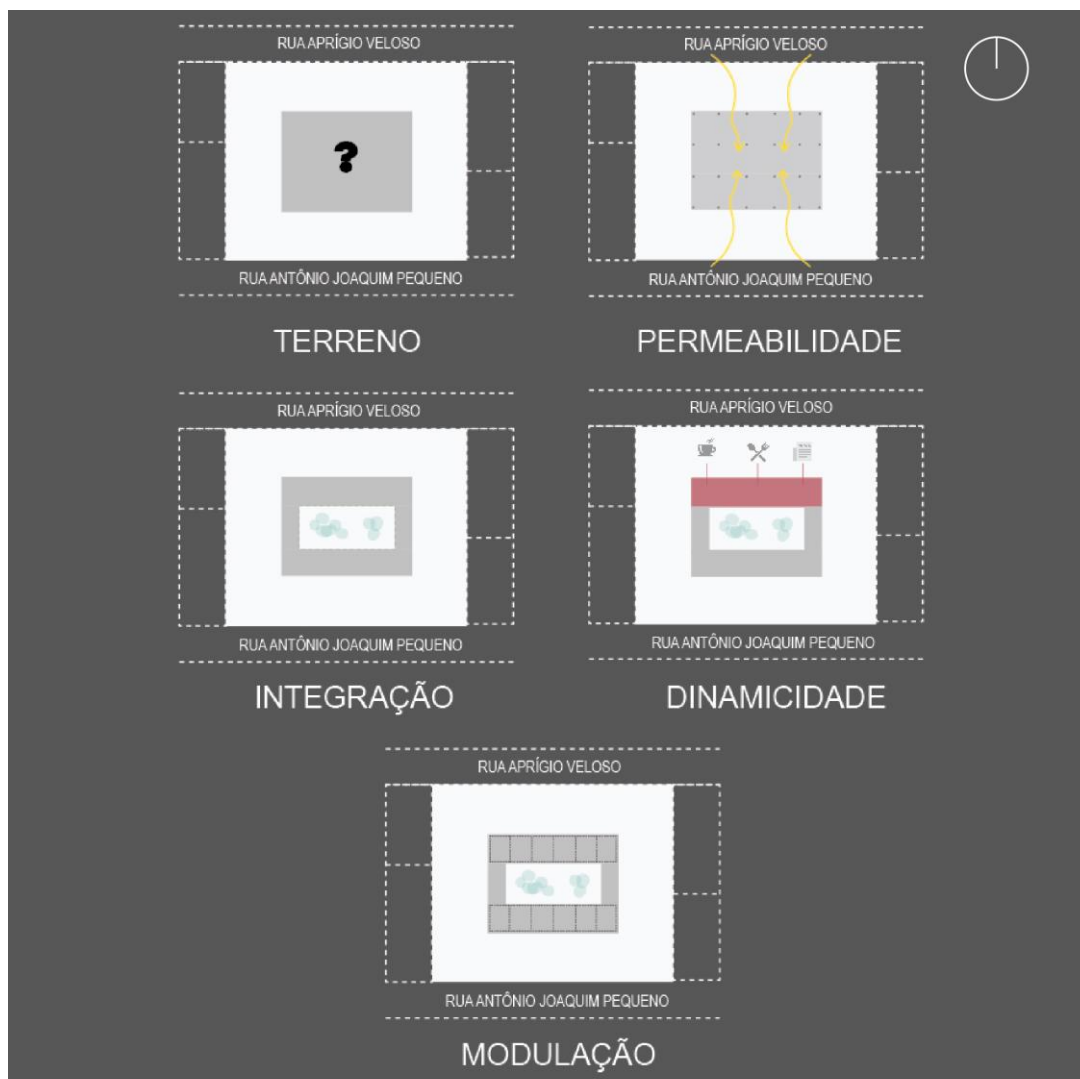 RUA APRÍGIO VELOSO
?
RUA ANTÔNIO JOAQUIM PEQUENO
TERRENO
RUA APRÍGIO VELOSO
RUA ANTÔNIO JOAQUIM PEQUENO
PERMEABILIDADE
RUA APRÍGIO VELOSO
RUA ANTÔNIO JOAQUIM PEQUENO
INTEGRAÇÃO
RUA APRÍGIO VELOSO
RUA ANTÔNIO JOAQUIM PEQUENO
DINAMICIDADE
RUA APRÍGIO VELOSO
RUA ANTÔNIO JOAQUIM PEQUENO
MODULAÇÃO